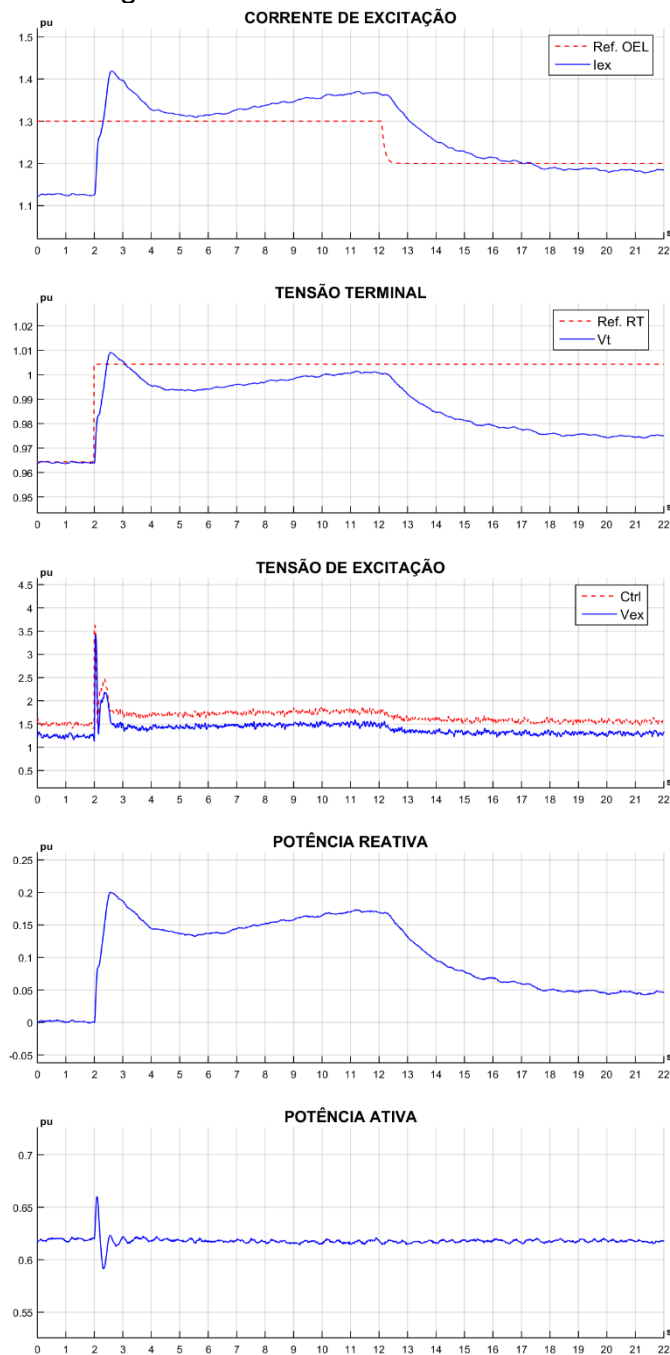 CORRENTE DE EXCITAÇÃO
pu
1.5
1.4
1.3
1.2
1.1
Ref. OEL
Iex
0 1 2 3 4 5 6 7 8 9 10 11 12 13 14 15 16 17 18 19 20 21 22
s
TENSÃO TERMINAL
pu
1.02
1.01
1
0.99
0.98
0.97
0.96
0.95
Ref. RT
Vt
0 1 2 3 4 5 6 7 8 9 10 11 12 13 14 15 16 17 18 19 20 21 22
s
TENSÃO DE EXCITAÇÃO
pu
4.5
4
3.5
3
2.5
2
1.5
1
0.5
Ctrl
Vex
0 1 2 3 4 5 6 7 8 9 10 11 12 13 14 15 16 17 18 19 20 21 22
s
POTÊNCIA REATIVA
pu
0.25
0.2
0.15
0.1
0.05
0
-0.05
0 1 2 3 4 5 6 7 8 9 10 11 12 13 14 15 16 17 18 19 20 21 22
s
POTÊNCIA ATIVA
pu
0.7
0.65
0.6
0.55
0 1 2 3 4 5 6 7 8 9 10 11 12 13 14 15 16 17 18 19 20 21 22
s